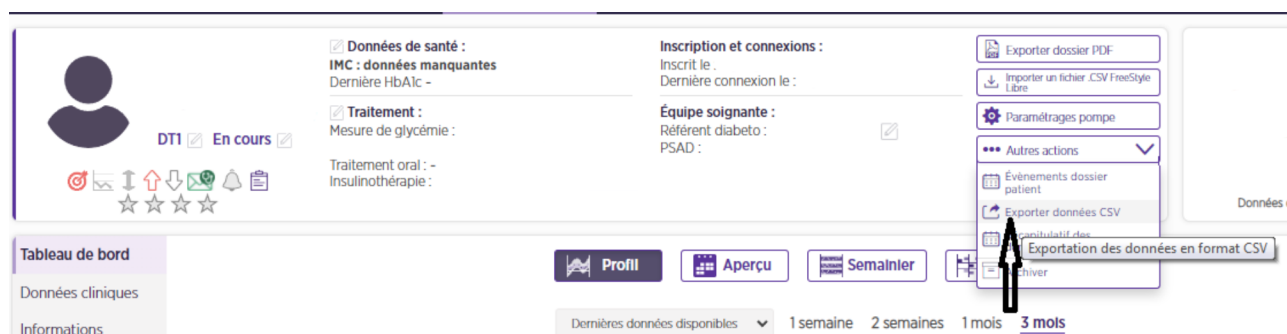 Données de santé :
IMC : données manquantes
Dernière HbA1c -
Traitement :
Mesure de glycémie :
Traitement oral : -
Insulinothérapie :
Inscription et connexions :
Inscrit le .
Dernière connexion le :
Équipe soignante :
Référent diabeto :
PSAD :
DT1 En cours
Exporter dossier PDF
Importer un fichier .CSV FreeStyle
Libre
Paramétrages pompe
Autres actions
Évènements dossier
patient
Exporter données CSV
Récapitulatif des
Exportation des données en format CSV
Archiver
Données
Tableau de bord
Données cliniques
Informations
Profil
Aperçu
Semainier
Dernières données disponibles
1 semaine 2 semaines 1 mois 3 mois